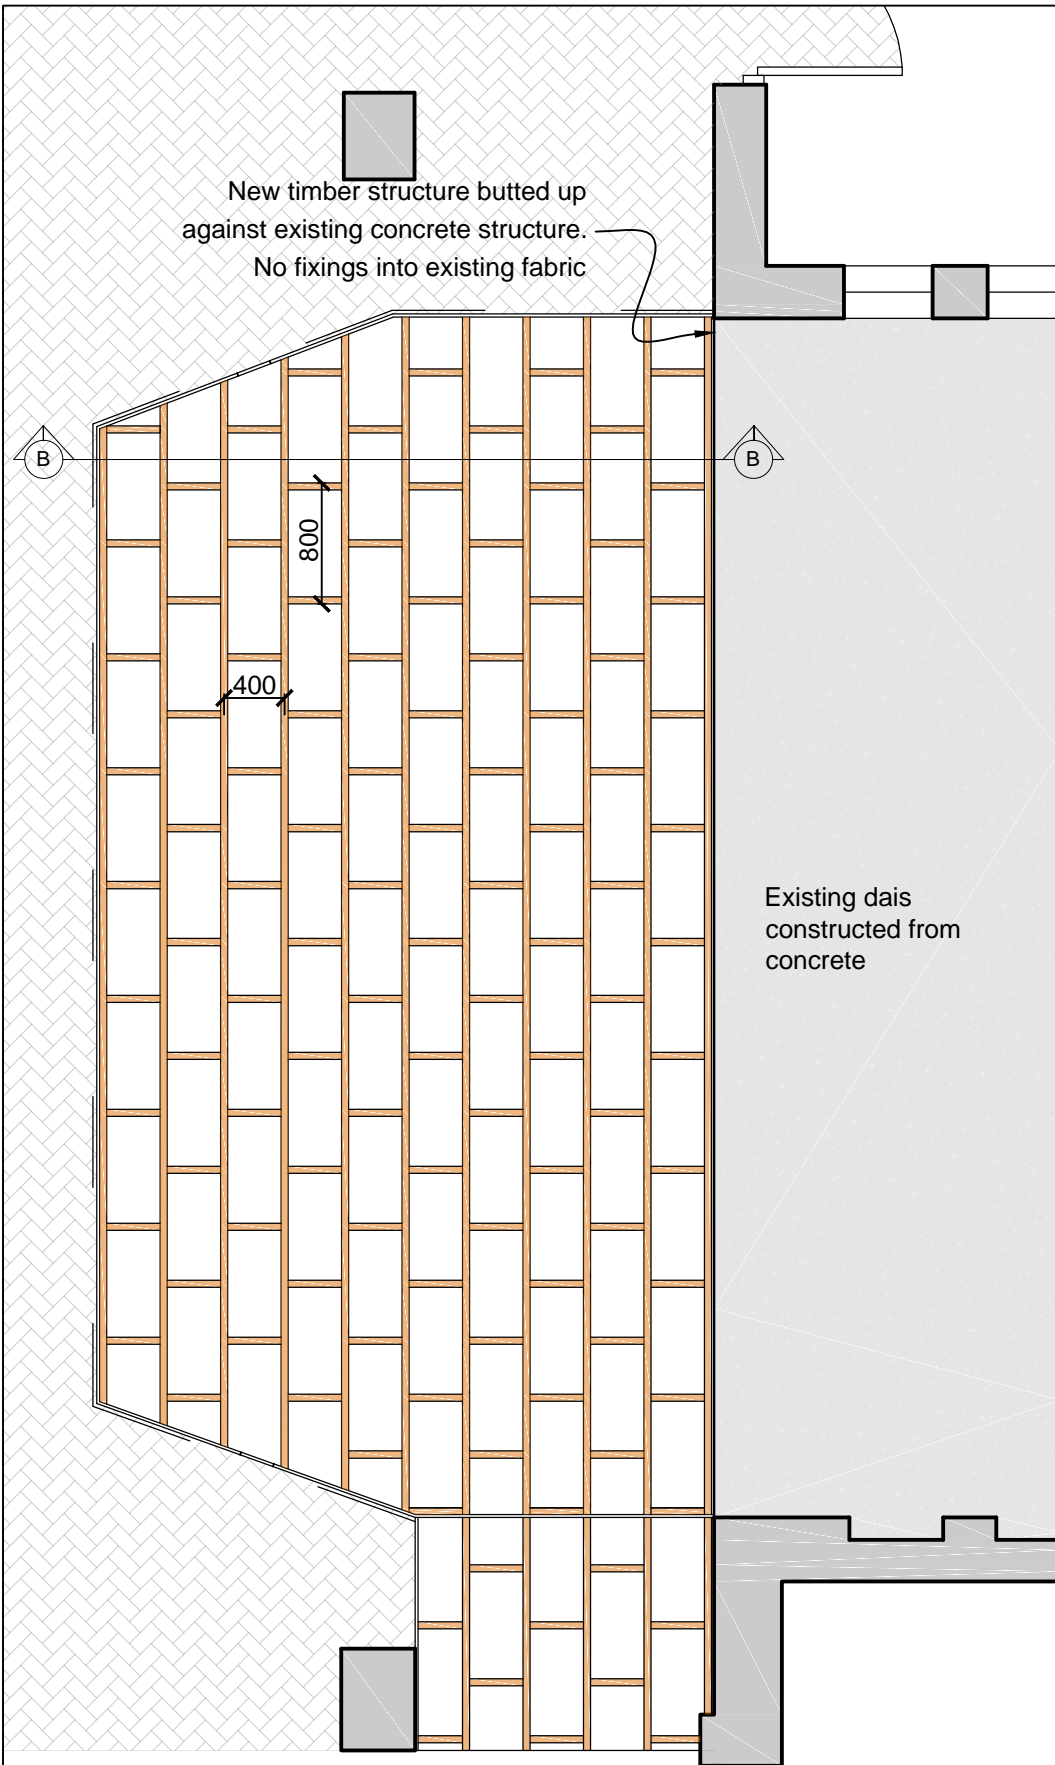 New timber structure butted up
against existing concrete structure.
No fixings into existing fabric
B
B
800
400
Existing dais
constructed from
concrete